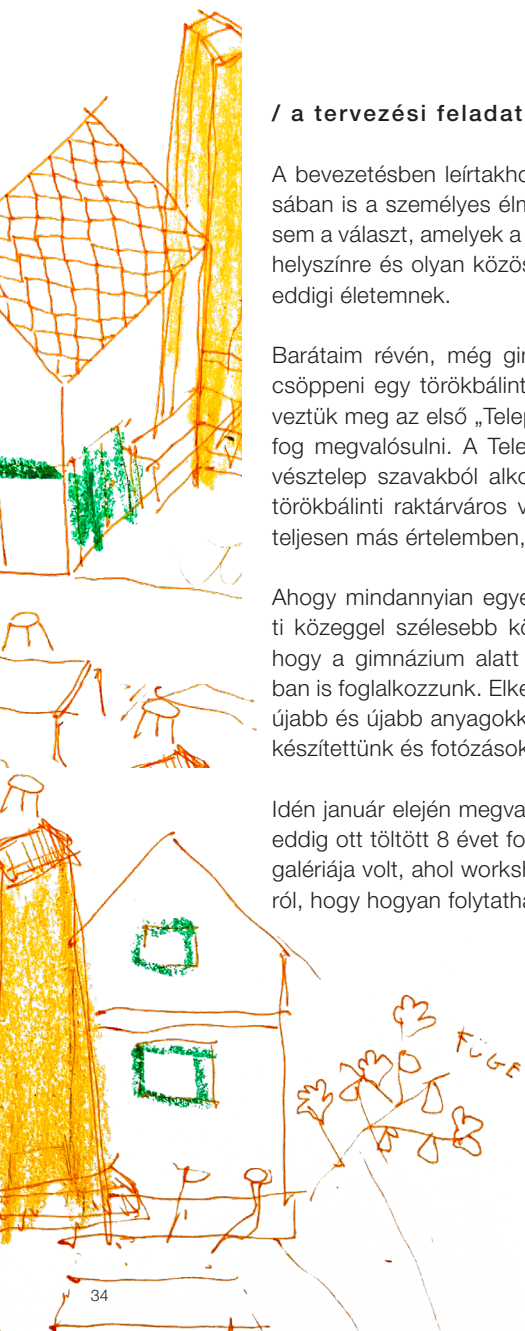 / a tervezési feladat
A bevezetésben leírtakho
sában is a személyes élm
sem a választ, amelyek a
helyszínre és olyan közös
eddigi életemnek.
Barátaim révén, még gim
csöppeni egy törökbálint
veztük meg az első „Telep
fog megvalósulni. A Tele
vésztelep szavakból alko
törökbálinti raktárváros v
teljesen más értelemben,
Ahogy mindannyian egye
ti közeggel szélesebb kö
hogy a gimnázium alatt
ban is foglalkozzunk. Elke
újabb és újabb anyagokk
készítettünk és fotózások
Idén január elején megva
eddig ott töltött 8 évet fo
galériája volt, ahol worksh
ról, hogy hogyan folytathá
FÜGE
34